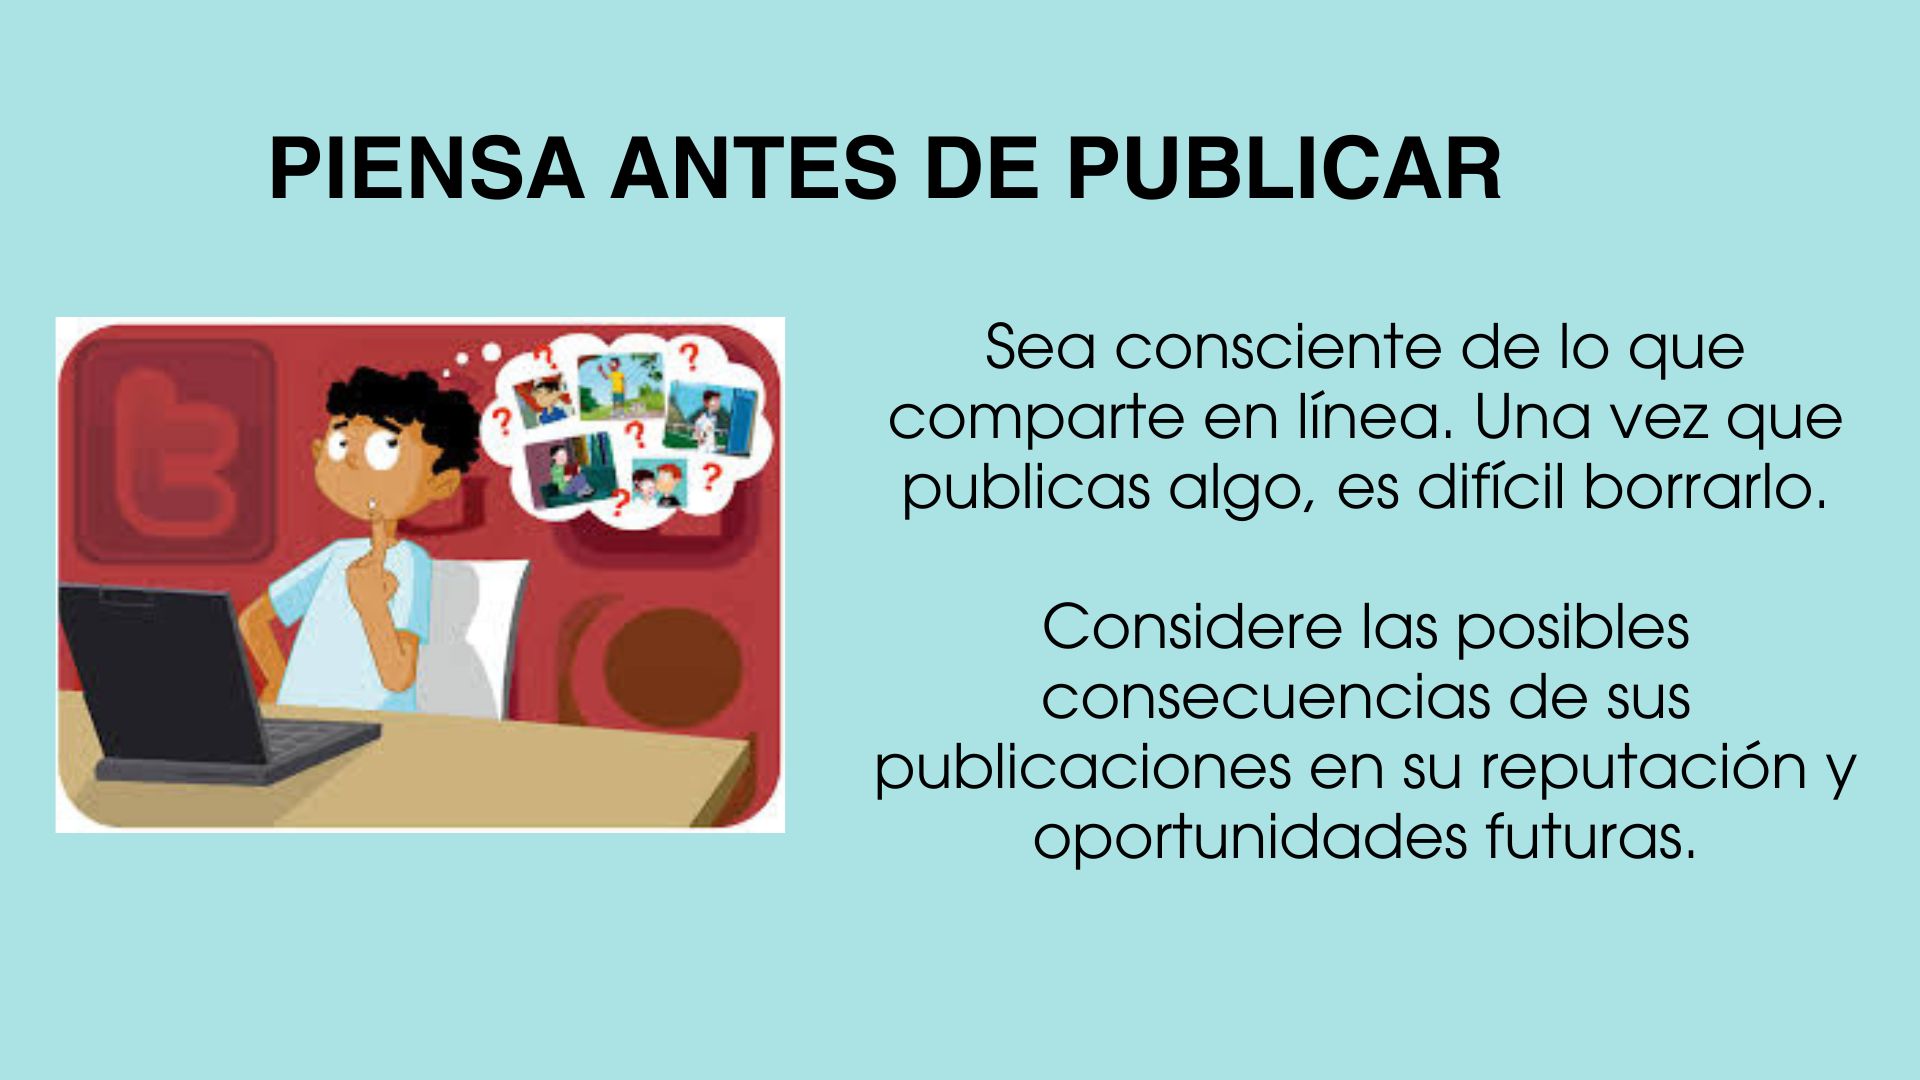 PIENSA ANTES DE PUBLICAR
Sea consciente de lo que
comparte en línea. Una vez que
publicas algo, es difícil borrarlo.
Considere las posibles
consecuencias de sus
publicaciones en su reputación y
oportunidades futuras.
t
? ?
? ?
? ?